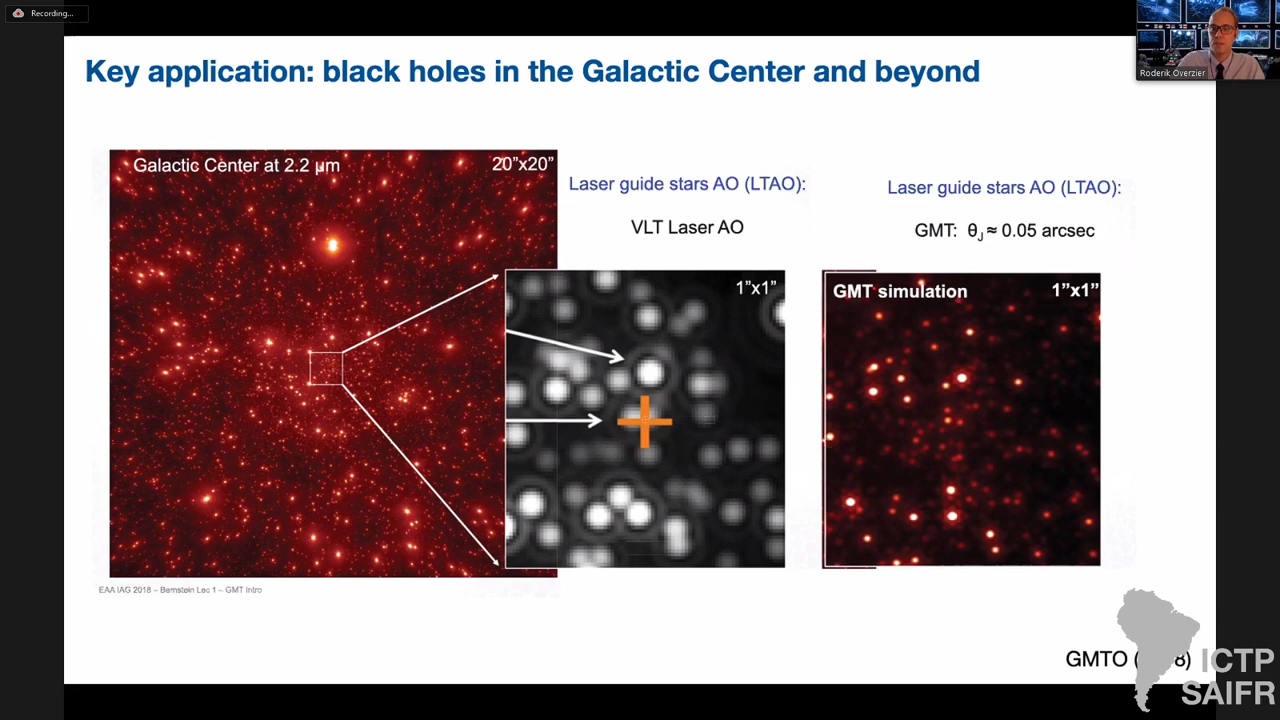 Recording...
Roderik Overzier
Key application: black holes in the Galactic Center and beyond
Galactic Center at 2.2 µm
20”x20”
Laser guide stars AO (LTAO):
VLT Laser AO
1”x1”
Laser guide stars AO (LTAO):
GMT: θJ ≈ 0.05 arcsec
GMT simulation
1”x1”
EAA IAG 2018 – Bernstein Lec 1 – GMT Intro
GMTO
ICTP
SAIFR